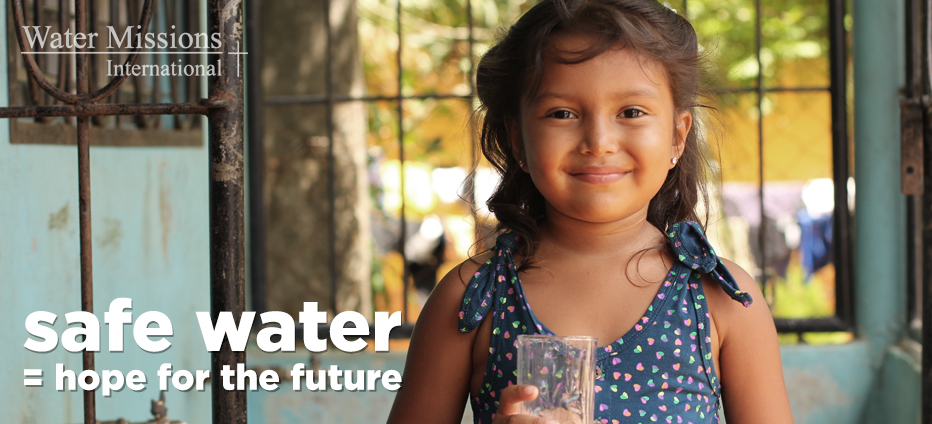 Water Missions
International
safe water
= hope for the future